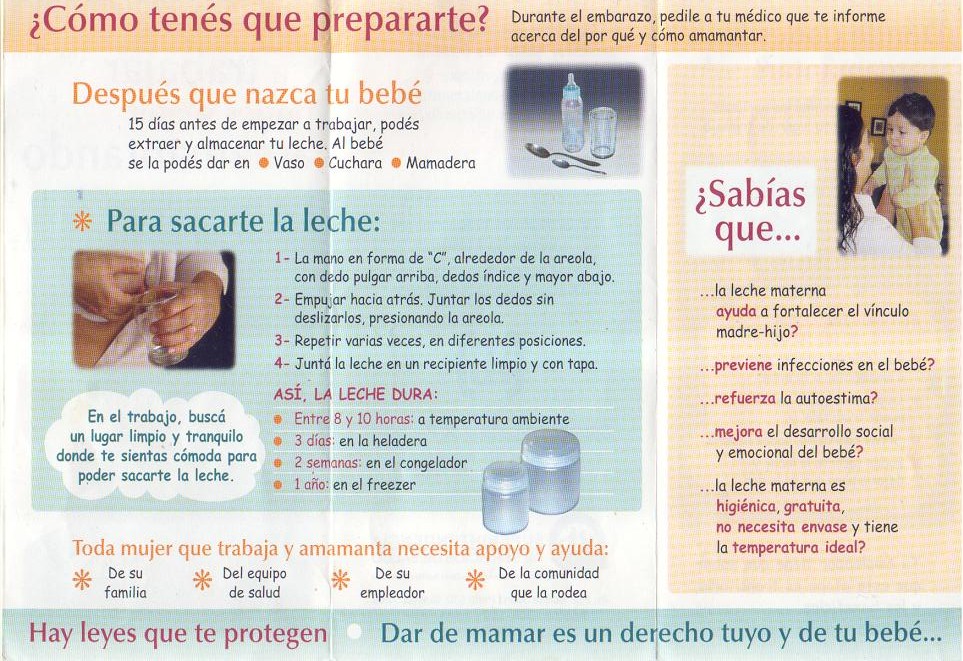 ¿Cómo tenés que prepararte?
Durante el embarazo, pedile a tu médico que te informe
acerca del por qué y cómo amamantar.
Después que nazca tu bebé
15 días antes de empezar a trabajar, podés
extraer y almacenar tu leche. Al bebé
se la podés dar en • Vaso • Cuchara • Mamadera
Para sacarte la leche:
1- La mano en forma de “C”, alrededor de la areola,
con dedo pulgar arriba, dedos índice y mayor abajo.
2- Empujar hacia atrás. Juntar los dedos sin
deslizarlos, presionando la areola.
3- Repetir varias veces, en diferentes posiciones.
4- Juntá la leche en un recipiente limpio y con tapa.
ASÍ, LA LECHE DURA:
• Entre 8 y 10 horas: a temperatura ambiente
• 3 días: en la heladera
• 2 semanas: en el congelador
• 1 año: en el freezer
En el trabajo, buscá
un lugar limpio y tranquilo
donde te sientas cómoda para
poder sacarte la leche.
Toda mujer que trabaja y amamanta necesita apoyo y ayuda:
De su
familia
Del equipo
de salud
De su
empleador
De la comunidad
que la rodea
¿Sabías
que...
...la leche materna
ayuda a fortalecer el vínculo
madre-hijo?
...previene infecciones en el bebé?
...refuerza la autoestima?
...mejora el desarrollo social
y emocional del bebé?
...la leche materna es
higiénica, gratuita,
no necesita envase y tiene
la temperatura ideal?
Hay leyes que te protegen • Dar de mamar es un derecho tuyo y de tu bebé...